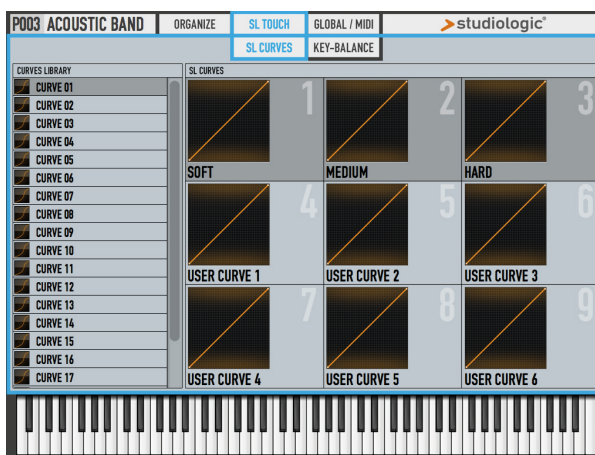 P003 ACOUSTIC BAND ORGANIZE SL TOUCH GLOBAL / MIDI studiologic®
SL CURVES KEY-BALANCE
CURVES LIBRARY
CURVE 01
CURVE 02
CURVE 03
CURVE 04
CURVE 05
CURVE 06
CURVE 07
CURVE 08
CURVE 09
CURVE 10
CURVE 11
CURVE 12
CURVE 13
CURVE 14
CURVE 15
CURVE 16
CURVE 17
SL CURVES
1 2 3
SOFT MEDIUM HARD
4 5 6
USER CURVE 1 USER CURVE 2 USER CURVE 3
7 8 9
USER CURVE 4 USER CURVE 5 USER CURVE 6